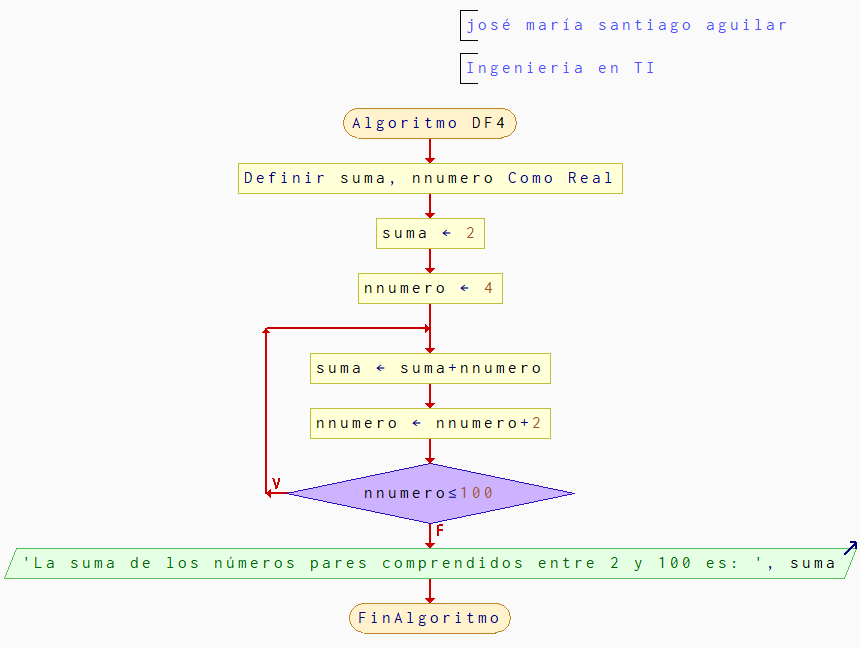 josé maría santiago aguilar
Ingenieria en TI
Algoritmo DF4
Definir suma, nnumero Como Real
suma ← 2
nnumero ← 4
suma ← suma+nnumero
nnumero ← nnumero+2
nnumero≤100
V
F
'La suma de los números pares comprendidos entre 2 y 100 es: ', suma
FinAlgoritmo